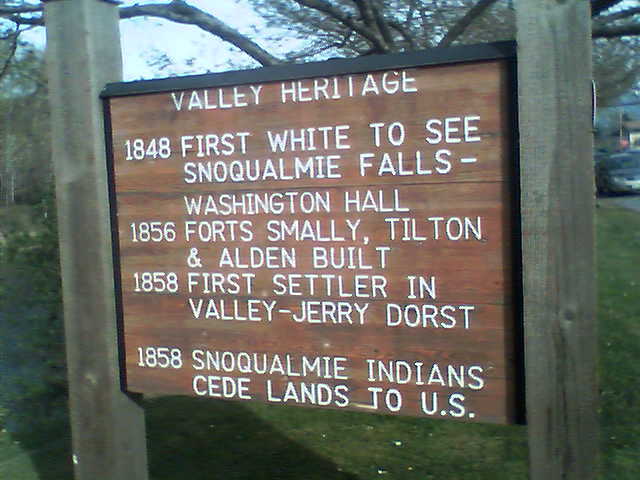 VALLEY HERITAGE
1848 FIRST WHITE TO SEE
SNOQUALMIE FALLS-
WASHINGTON HALL
1856 FORTS SMALLY, TILTON
& ALDEN BUILT
1858 FIRST SETTLER IN
VALLEY-JERRY DORST
1858 SNOQUALMIE INDIANS
CEDE LANDS TO U.S.